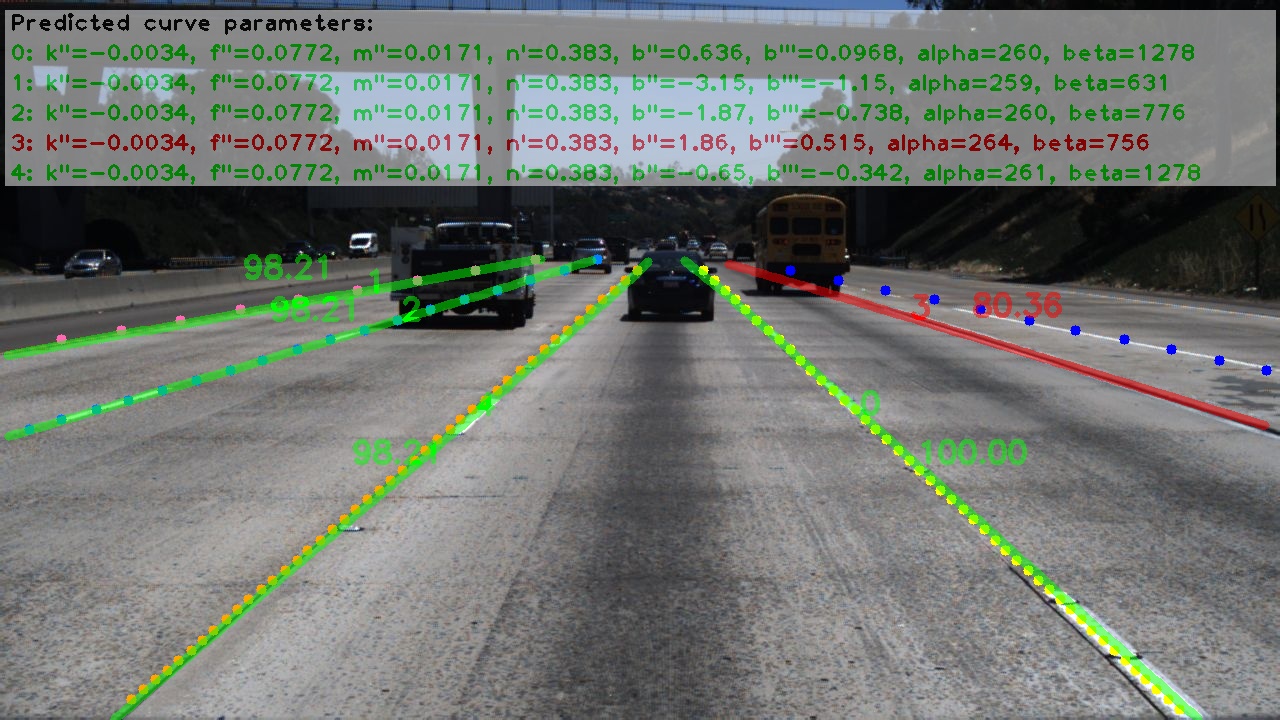 Predicted curve parameters:
0: k''=-0.0034, f''=0.0772, m''=0.0171, n'=0.383, b''=0.636, b'''=0.0968, alpha=260, beta=1278
1: k''=-0.0034, f''=0.0772, m''=0.0171, n'=0.383, b''=-3.15, b'''=-1.15, alpha=259, beta=631
2: k''=-0.0034, f''=0.0772, m''=0.0171, n'=0.383, b''=-1.87, b'''=-0.738, alpha=260, beta=776
3: k''=-0.0034, f''=0.0772, m''=0.0171, n'=0.383, b''=1.86, b'''=0.515, alpha=264, beta=756
4: k''=-0.0034, f''=0.0772, m''=0.0171, n'=0.383, b''=-0.65, b'''=-0.342, alpha=261, beta=1278
98.21 1
98.21 2
3 80.36
0
98.21
100.00